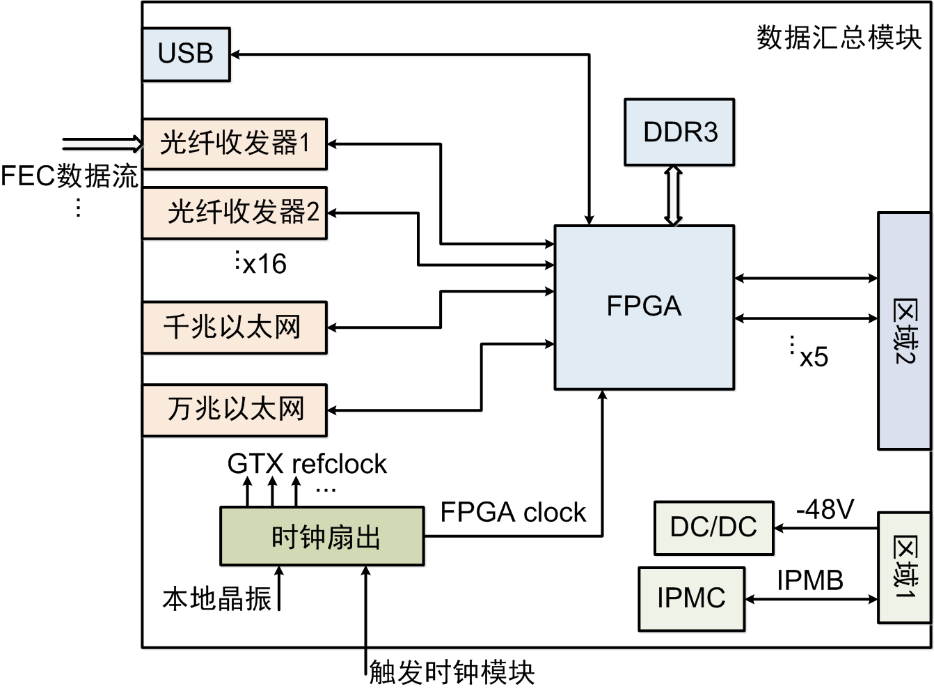 数据汇总模块
USB
光纤收发器1
DDR3
FEC数据流
⋮
光纤收发器2
⋮x16
FPGA
千兆以太网
⋮x5
区域2
万兆以太网
GTX refclock
...
FPGA clock
时钟扇出
DC/DC
-48V
区域1
本地晶振
IPMC
IPMB
触发时钟模块